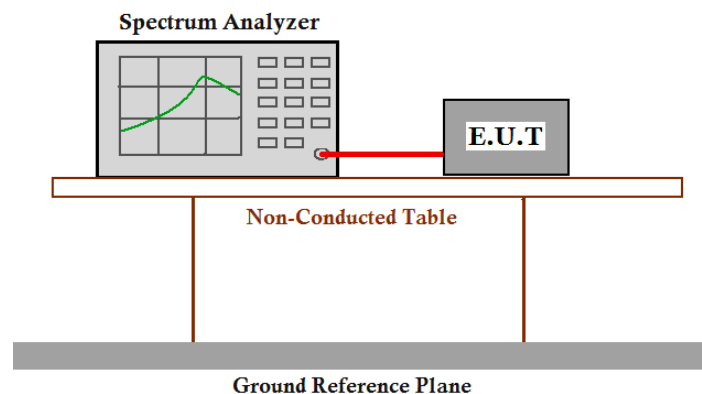 Spectrum Analyzer
E.U.T
Non-Conducted Table
Ground Reference Plane